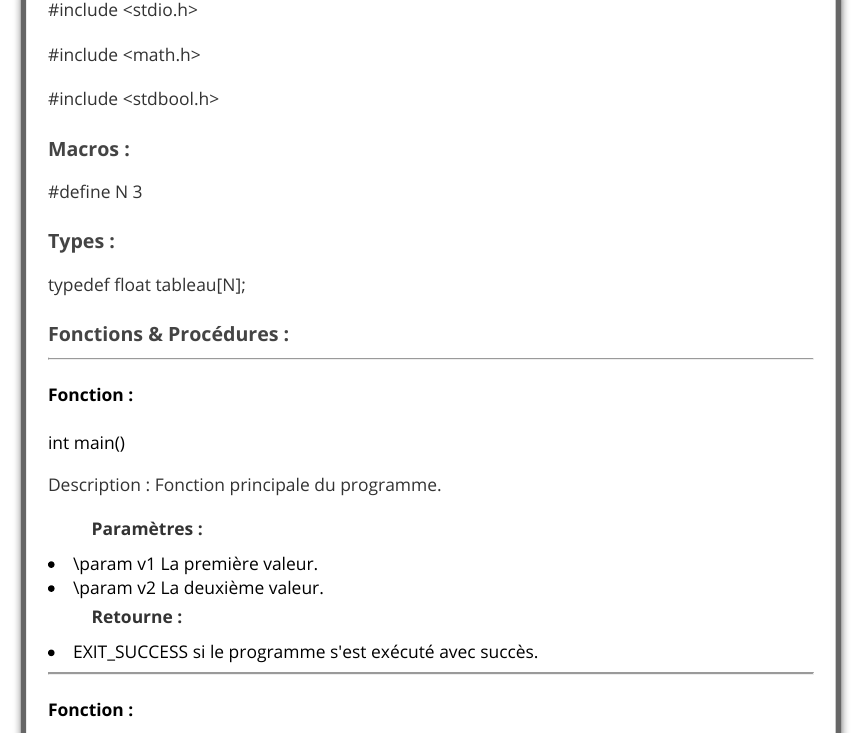 #include <stdio.h>
#include <math.h>
#include <stdbool.h>
Macros :
#define N 3
Types :
typedef float tableau[N];
Fonctions & Procédures :
Fonction :
int main()
Description : Fonction principale du programme.
Paramètres :
• \param v1 La première valeur.
• \param v2 La deuxième valeur.
Retourne :
• EXIT_SUCCESS si le programme s'est exécuté avec succès.
Fonction :